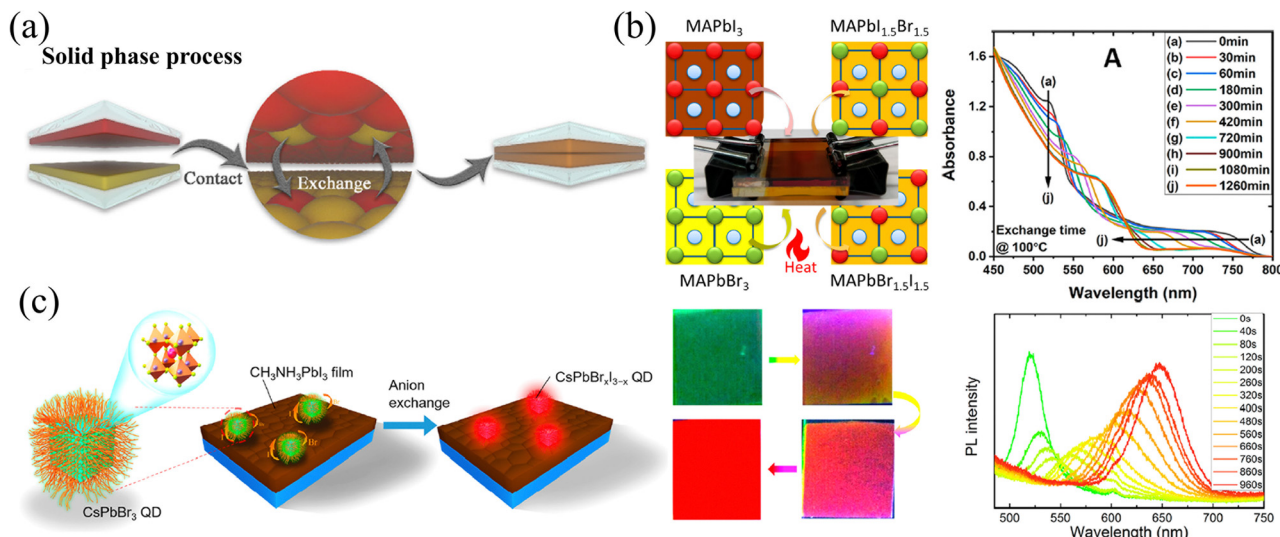 (a)
Solid phase process
Contact
Exchange
(b)
MAPbI3
MAPbI1.5Br1.5
Heat
MAPbBr3
MAPbBr1.5I1.5
Absorbance
1.6
1.2
0.8
0.4
0.0
A
(a)
(j)
(a) 0min
(b) 30min
(c) 60min
(d) 180min
(e) 300min
(f) 420min
(g) 720min
(h) 900min
(i) 1080min
(j) 1260min
Exchange time
@ 100°C
(j)
(a)
450 500 550 600 650 700 750 800
Wavelength (nm)
(c)
CsPbBr3 QD
CH3NH3PbI3 film
Br
Anion
exchange
CsPbBrxI3−x QD
PL intensity
0s
40s
80s
120s
200s
260s
320s
400s
480s
560s
660s
760s
860s
960s
500 550 600 650 700 750
Wavelength (nm)